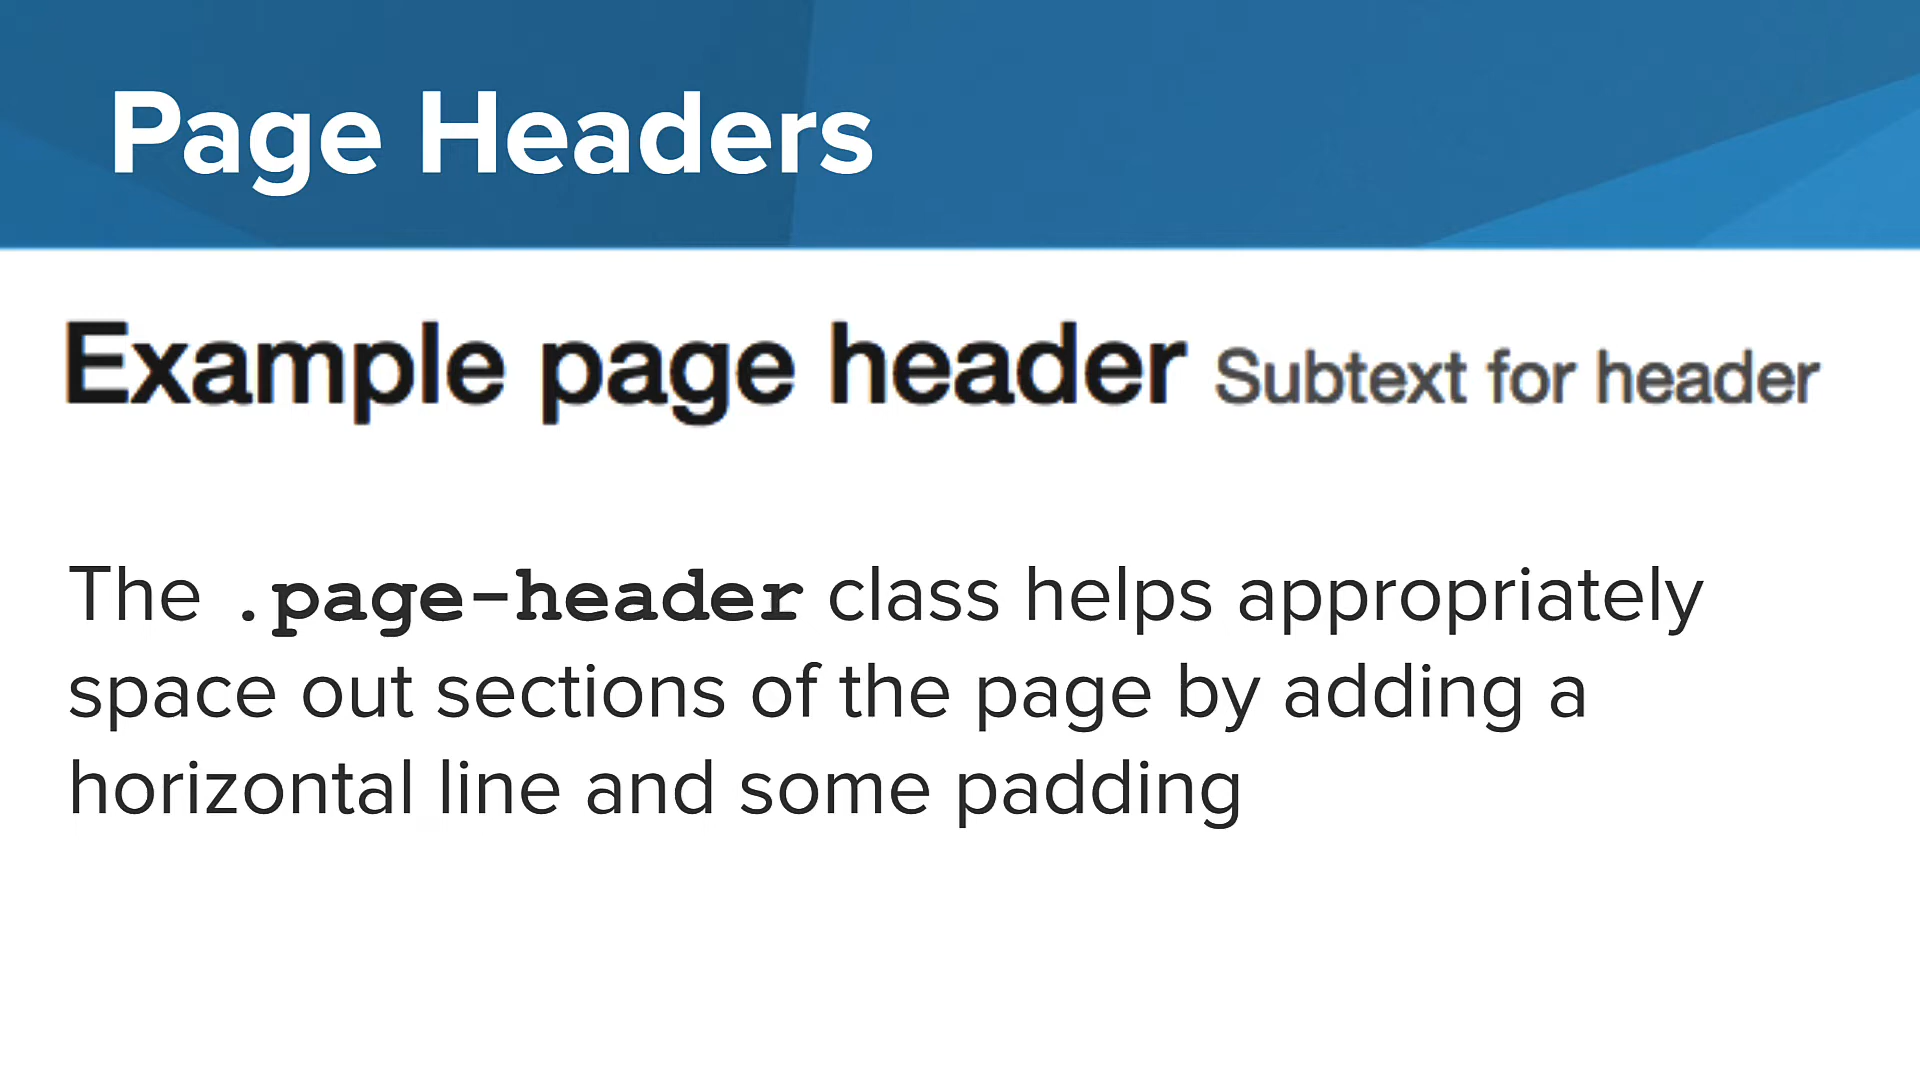 Page Headers
Example page header Subtext for header
The .page-header class helps appropriately
space out sections of the page by adding a
horizontal line and some padding